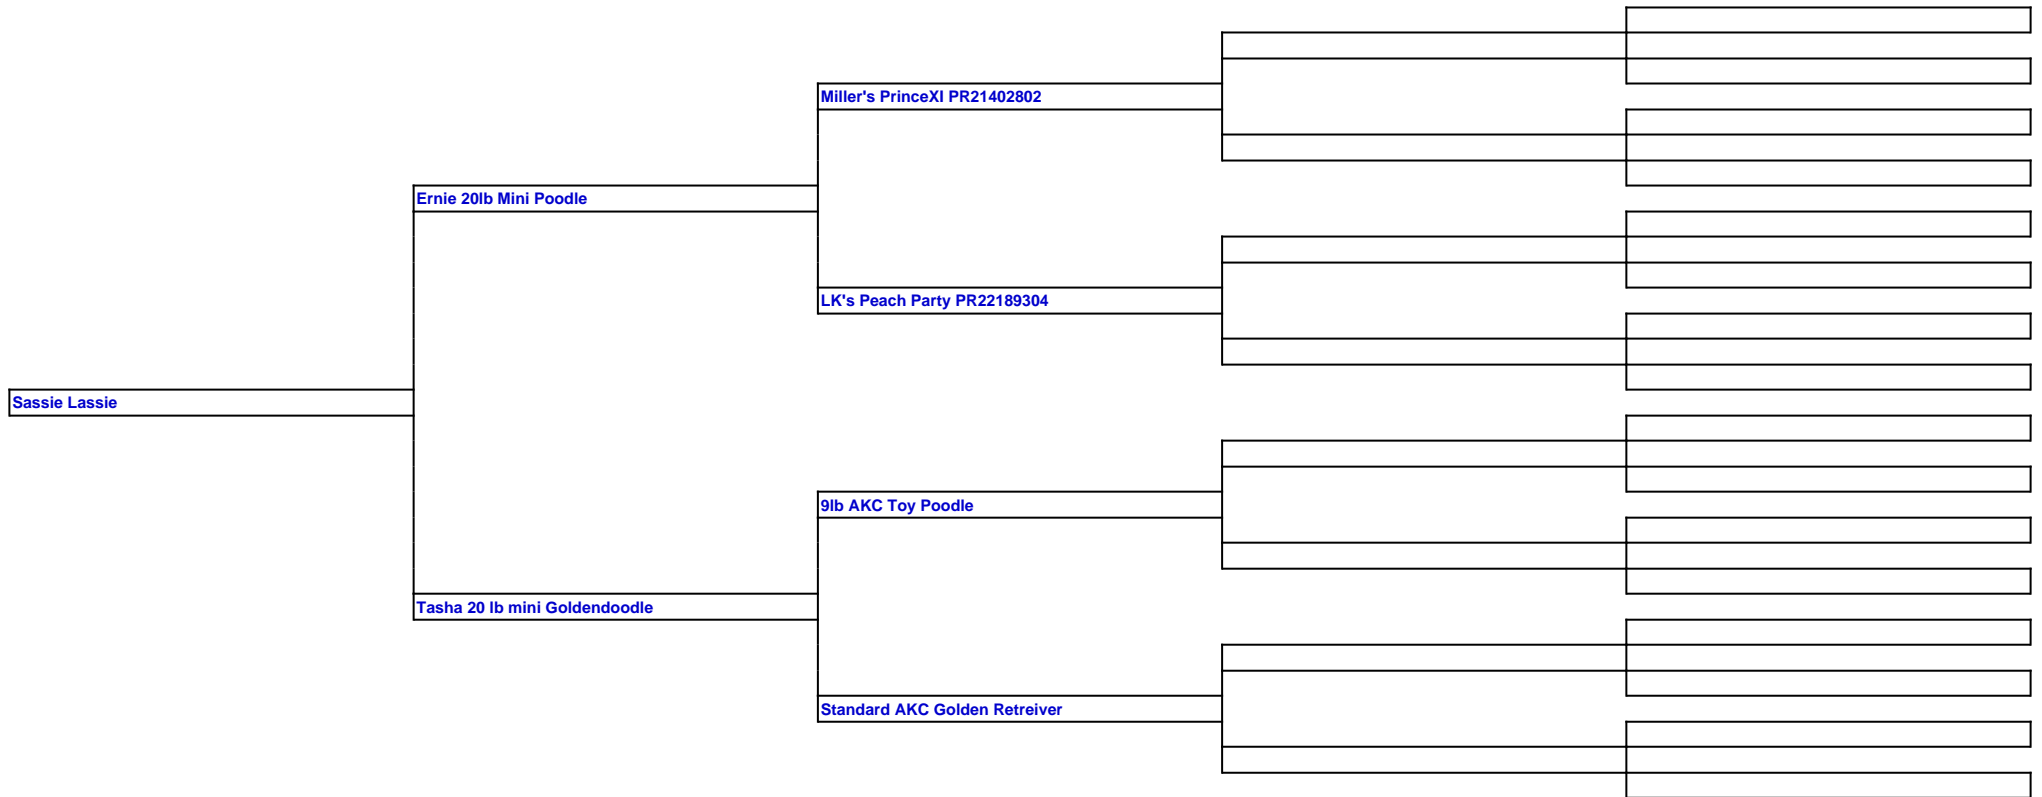 Miller's PrinceXI PR21402802
Ernie 20lb Mini Poodle
LK's Peach Party PR22189304
Sassie Lassie
9lb AKC Toy Poodle
Tasha 20 lb mini Goldendoodle
Standard AKC Golden Retreiver